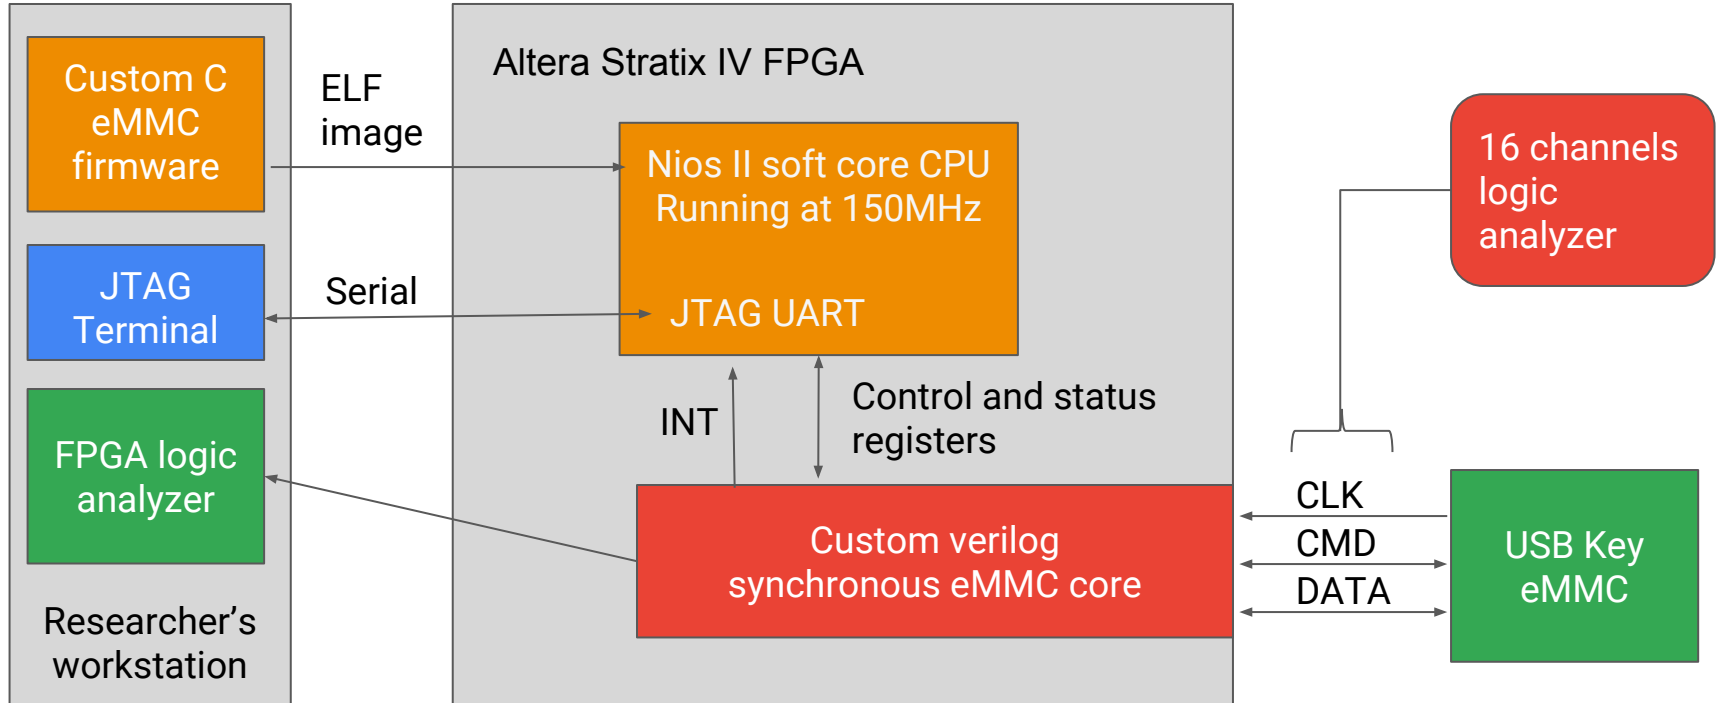 Custom C
eMMC
firmware
JTAG
Terminal
FPGA logic
analyzer
Researcher’s
workstation
ELF
image
Serial
Altera Stratix IV FPGA
Nios II soft core CPU
Running at 150MHz
JTAG UART
INT
Control and status
registers
Custom verilog
synchronous eMMC core
16 channels
logic
analyzer
CLK
CMD
DATA
USB Key
eMMC